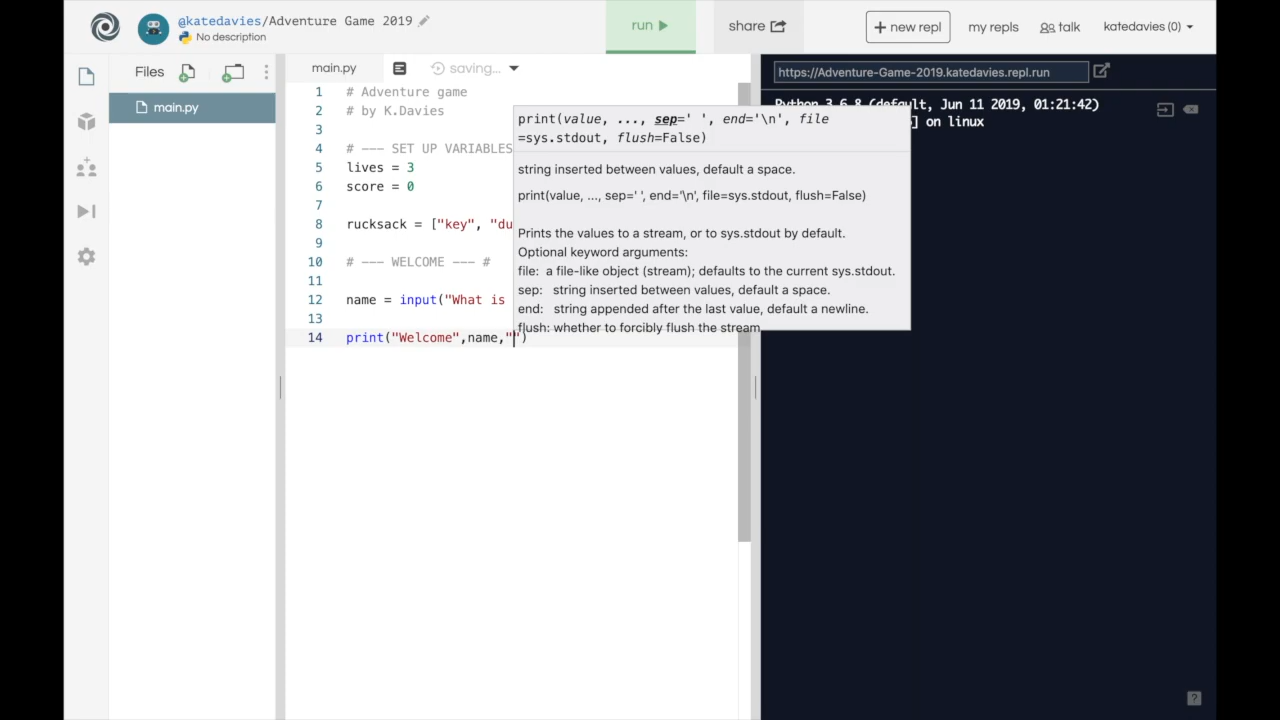 @katedavies/Adventure Game 2019
No description
run
share
new repl
my repls
talk
katedavies (0)
Files
main.py
main.py
saving...
https://Adventure-Game-2019.katedavies.repl.run
1 # Adventure game
2 # by K.Davies
3
4 # --- SET UP VARIABLES
5 lives = 3
6 score = 0
7
8 rucksack = ["key", "du
9
10 # --- WELCOME --- #
11
12 name = input("What is
13
14 print("Welcome",name,"")
print(value, ..., sep=' ', end='\n', file
=sys.stdout, flush=False)
string inserted between values, default a space.
print(value, ..., sep=' ', end='\n', file=sys.stdout, flush=False)
Prints the values to a stream, or to sys.stdout by default.
Optional keyword arguments:
file: a file-like object (stream); defaults to the current sys.stdout.
sep: string inserted between values, default a space.
end: string appended after the last value, default a newline.
flush: whether to forcibly flush the stream.
Python 3.6.8 (default, Jun 11 2019, 01:21:42)
] on linux
?